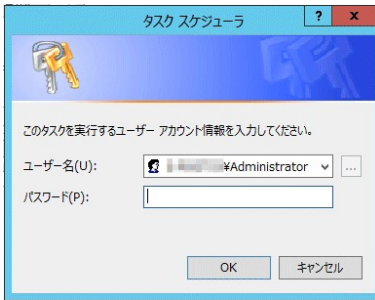 タスク スケジューラ
? x
このタスクを実行するユーザー アカウント情報を入力してください。
ユーザー名(U): ¥Administrator ...
パスワード(P):
OK キャンセル